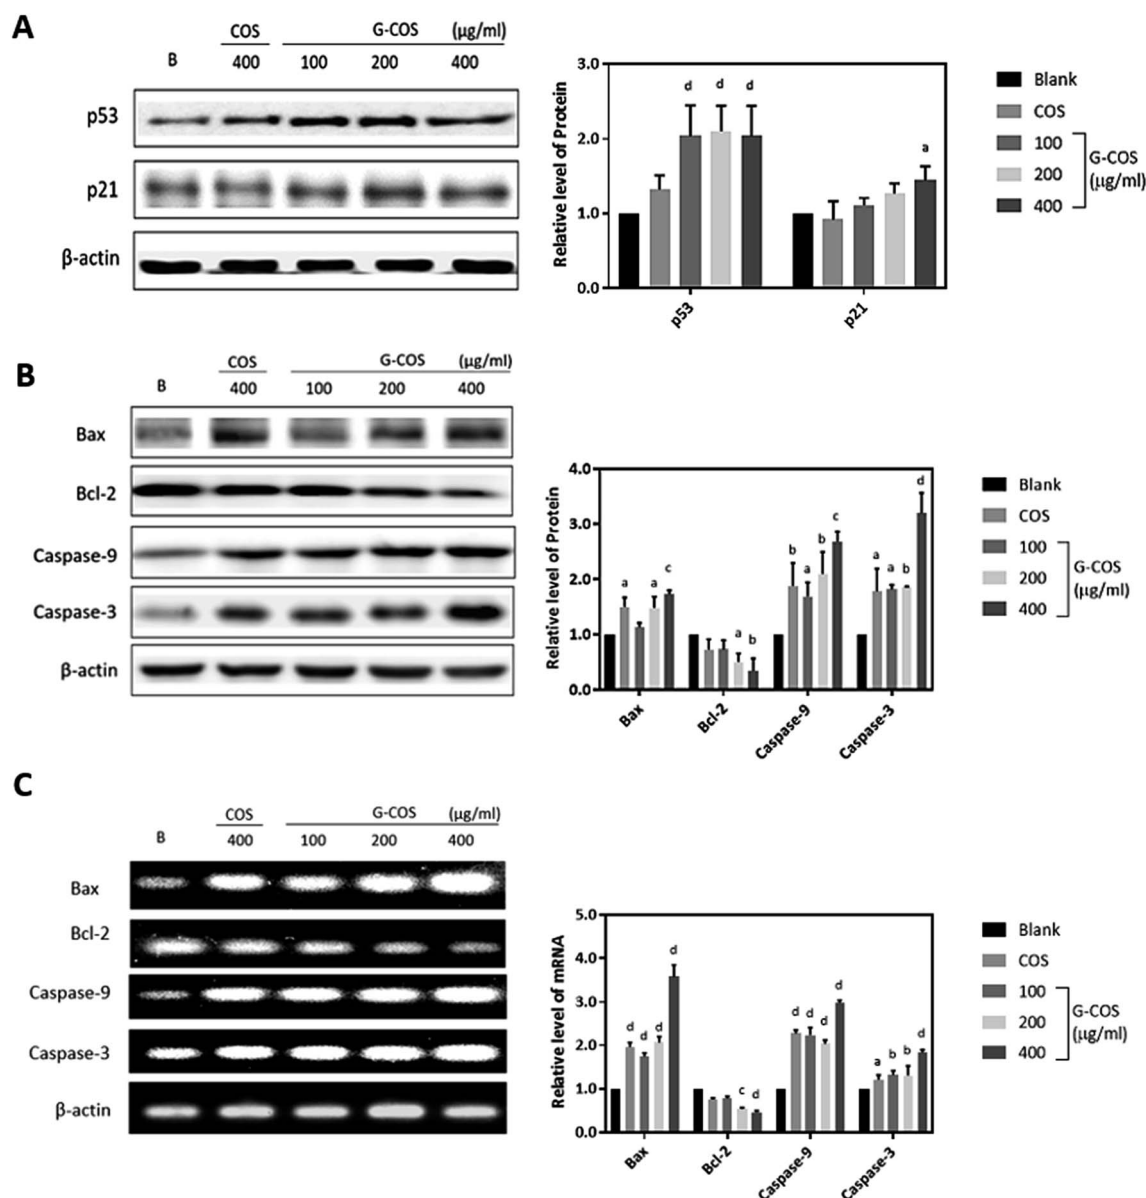 A
COS G-COS (μg/ml)
B 400 100 200 400
p53
p21
β-actin
Relative level of Protein
3.0
2.0
1.0
0.0
d d d
a
p53 p21
Blank
COS
100
200
400
G-COS
(μg/ml)
B
COS G-COS (μg/ml)
B 400 100 200 400
Bax
Bcl-2
Caspase-9
Caspase-3
β-actin
Relative level of Protein
4.0
3.0
2.0
1.0
0.0
a a c
a b
b a b c
a a b d
Bax Bcl-2 Caspase-9 Caspase-3
Blank
COS
100
200
400
G-COS
(μg/ml)
C
COS G-COS (μg/ml)
B 400 100 200 400
Bax
Bcl-2
Caspase-9
Caspase-3
β-actin
Relative level of mRNA
5.0
4.0
3.0
2.0
1.0
0.0
d d d d
c d
d d d d
a b b d
Bax Bcl-2 Caspase-9 Caspase-3
Blank
COS
100
200
400
G-COS
(μg/ml)